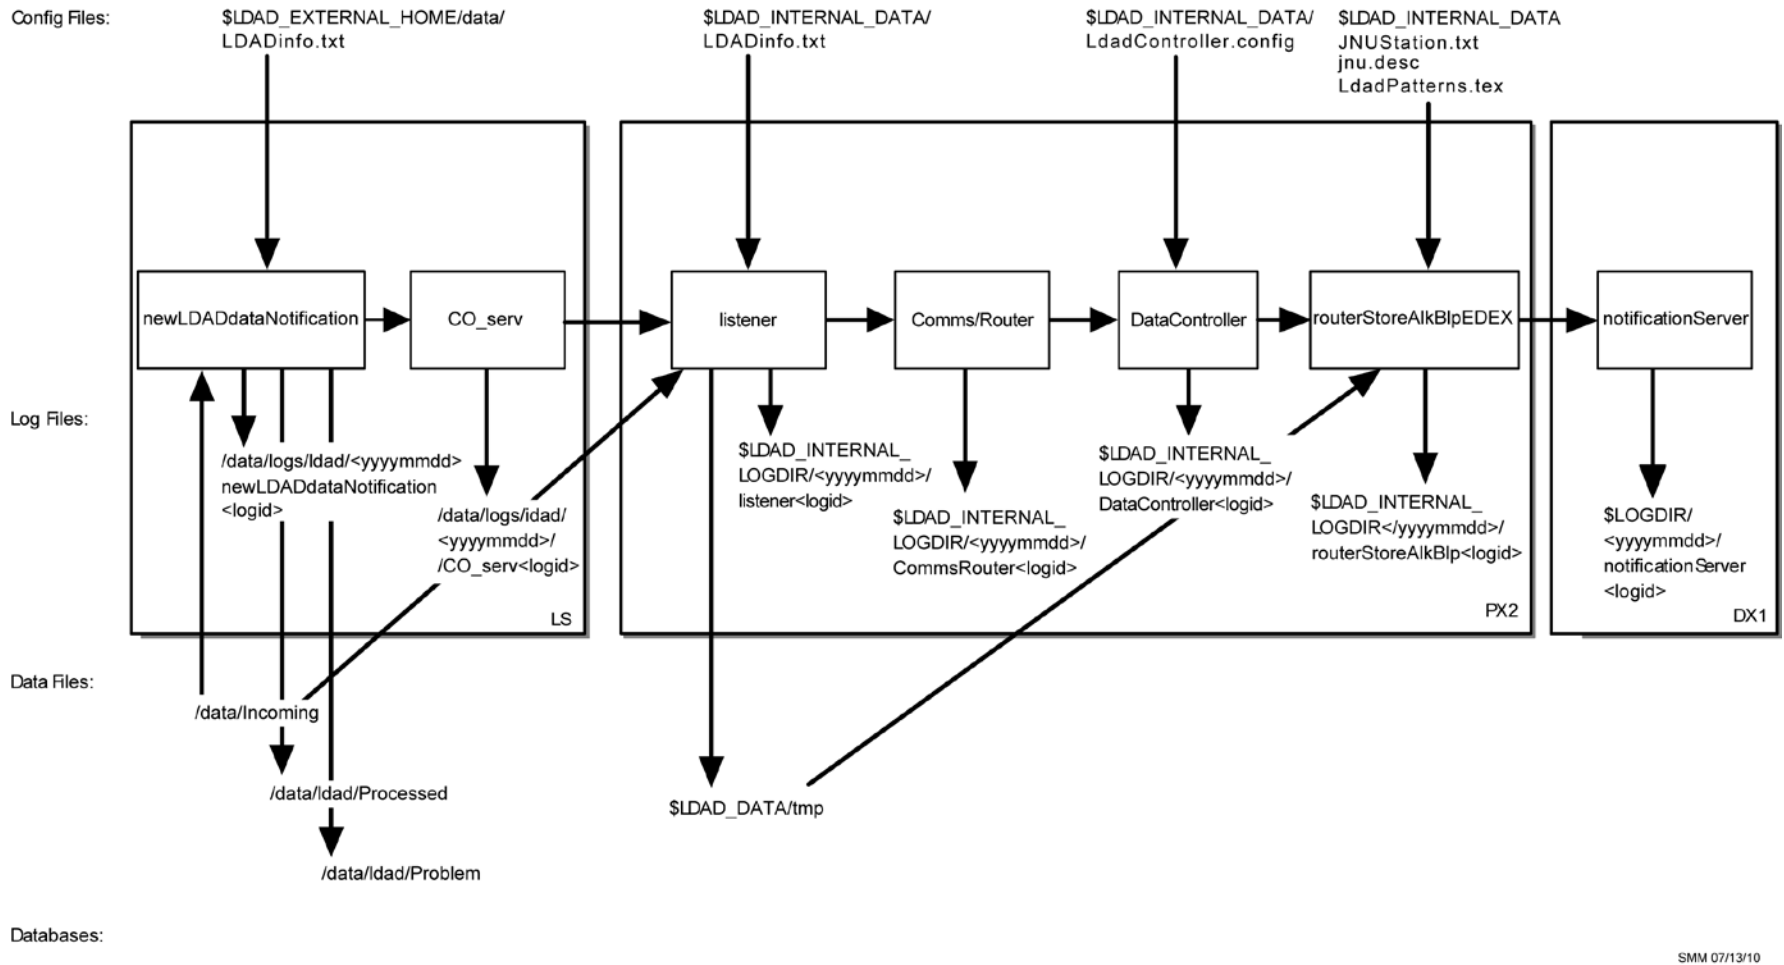 Config Files:
$LDAD_EXTERNAL_HOME/data/
LDADinfo.txt
$LDAD_INTERNAL_DATA/
LDADinfo.txt
$LDAD_INTERNAL_DATA/
LdadController.config
$LDAD_INTERNAL_DATA
JNUStation.txt
jnu.desc
LdadPatterns.tex
newLDADdataNotification
CO_serv
listener
Comms/Router
DataController
routerStoreAlkBlpEDEX
notificationServer
Log Files:
/data/logs/ldad/<yyyymmdd>
newLDADdataNotification
<logid>
/data/logs/idad/
<yyyymmdd>/
/CO_serv<logid>
$LDAD_INTERNAL_
LOGDIR/<yyyymmdd>/
listener<logid>
$LDAD_INTERNAL_
LOGDIR/<yyyymmdd>/
CommsRouter<logid>
$LDAD_INTERNAL_
LOGDIR/<yyyymmdd>/
DataController<logid>
$LDAD_INTERNAL_
LOGDIR</yyyymmdd>/
routerStoreAlkBlp<logid>
$LOGDIR/
<yyyymmdd>/
notificationServer
<logid>
LS
PX2
DX1
Data Files:
/data/Incoming
/data/ldad/Processed
$LDAD_DATA/tmp
/data/ldad/Problem
Databases:
SMM 07/13/10